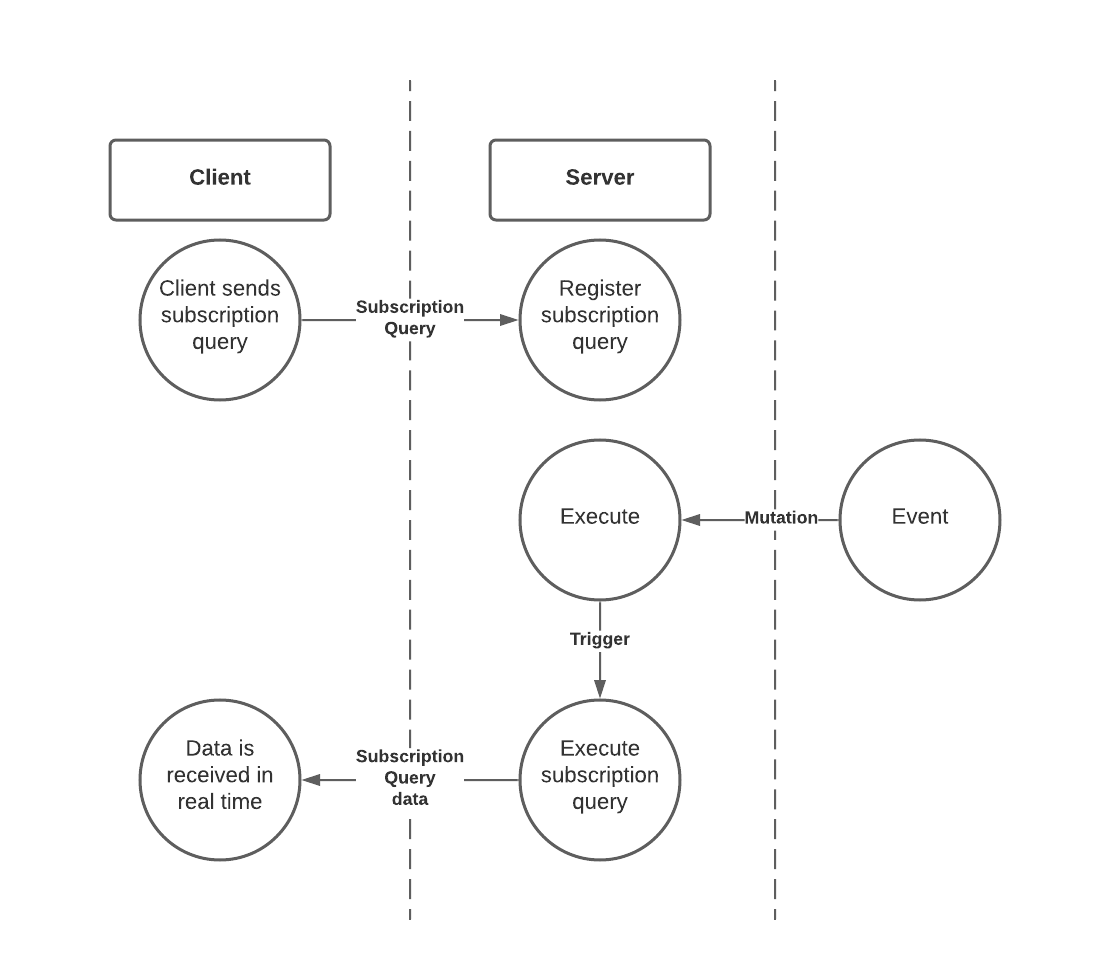 Client
Server
Client sends
subscription
query
Subscription
Query
Register
subscription
query
Execute
Mutation
Event
Trigger
Data is
received in
real time
Subscription
Query
data
Execute
subscription
query